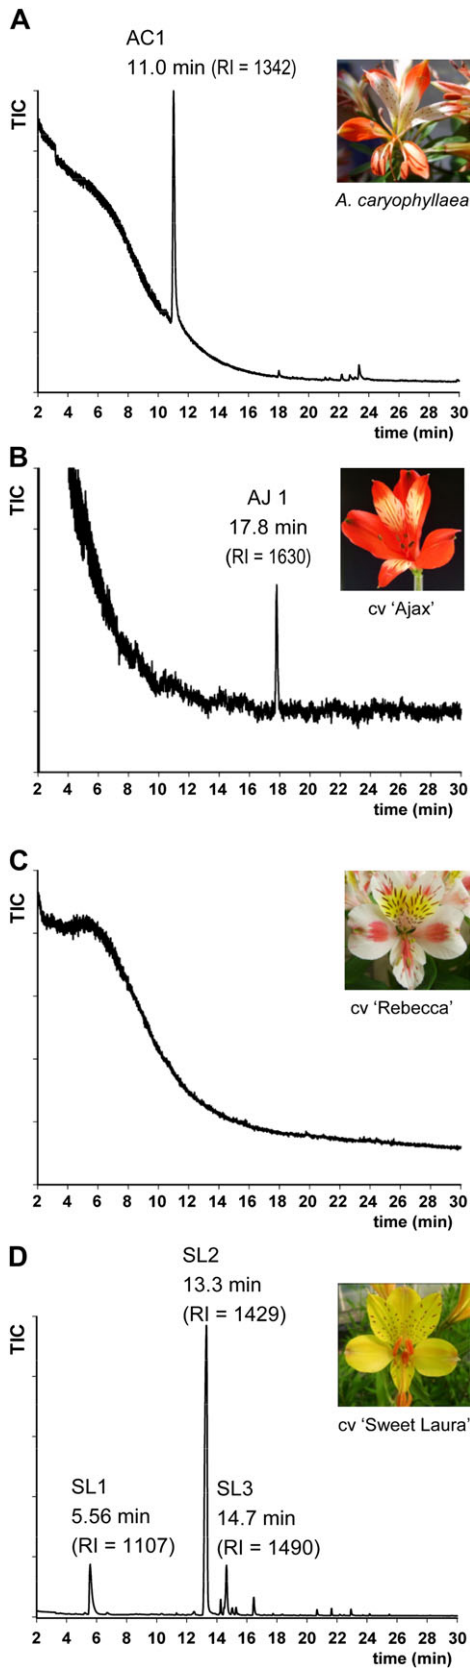 A
AC1
11.0 min (RI = 1342)
TIC
A. caryophyllaea
2 4 6 8 10 12 14 16 18 20 22 24 26 28 30
time (min)
B
TIC
AJ 1
17.8 min
(RI = 1630)
cv 'Ajax'
2 4 6 8 10 12 14 16 18 20 22 24 26 28 30
time (min)
C
TIC
cv 'Rebecca'
2 4 6 8 10 12 14 16 18 20 22 24 26 28 30
time (min)
D
SL2
13.3 min
(RI = 1429)
TIC
cv 'Sweet Laura'
SL1
5.56 min
(RI = 1107)
SL3
14.7 min
(RI = 1490)
2 4 6 8 10 12 14 16 18 20 22 24 26 28 30
time (min)